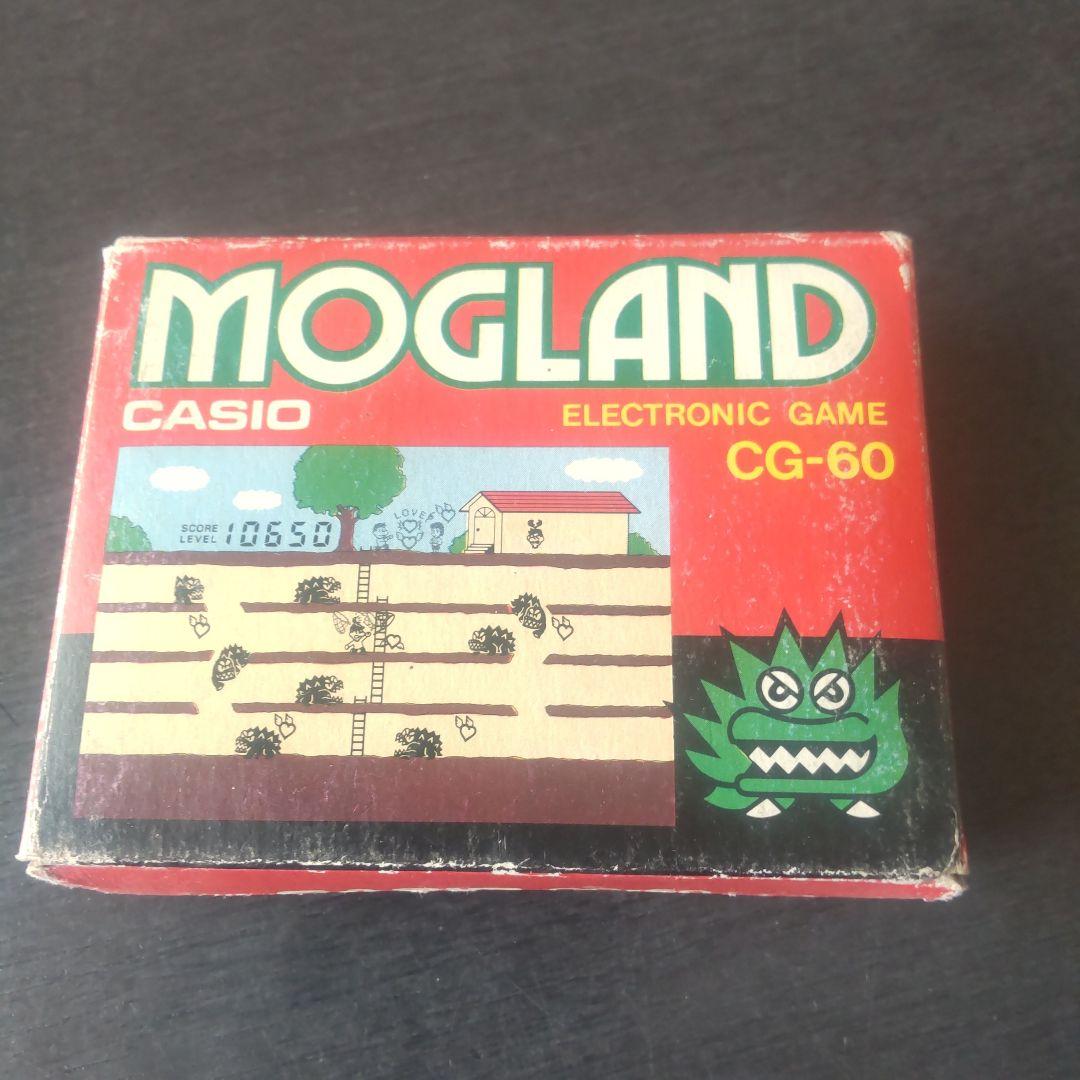 MOGLAND
CASIO
ELECTRONIC GAME
CG-60
LOVE
SCORE
LEVEL
10650